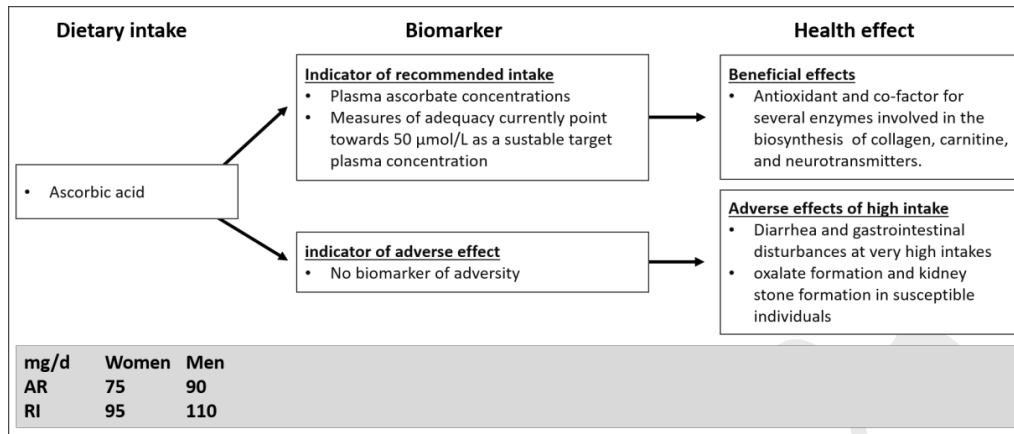 Dietary intake
Biomarker
Health effect
• Ascorbic acid
Indicator of recommended intake
• Plasma ascorbate concentrations
• Measures of adequacy currently point
towards 50 µmol/L as a sustable target
plasma concentration
Beneficial effects
• Antioxidant and co-factor for
several enzymes involved in the
biosynthesis of collagen, carnitine,
and neurotransmitters.
indicator of adverse effect
• No biomarker of adversity
Adverse effects of high intake
• Diarrhea and gastrointestinal
disturbances at very high intakes
• oxalate formation and kidney
stone formation in susceptible
individuals
mg/d Women Men
AR 75 90
RI 95 110